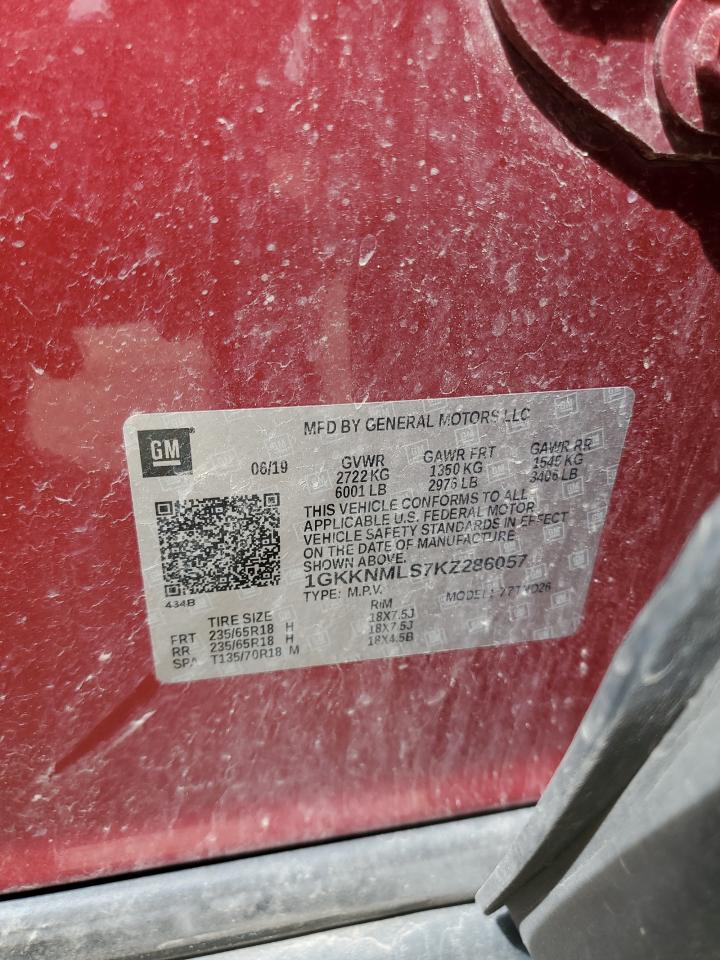 MFD BY GENERAL MOTORS LLC
GM
06/19
GVWR GAWR FRT GAWR RR
2722 KG 1350 KG 1545 KG
6001 LB 2976 LB 3406 LB
THIS VEHICLE CONFORMS TO ALL
APPLICABLE U.S. FEDERAL MOTOR
VEHICLE SAFETY STANDARDS IN EFFECT
ON THE DATE OF MANUFACTURE
SHOWN ABOVE.
1GKKNMLS7KZ286057
TYPE: M.P.V. MODEL:
434B
TIRE SIZE RIM
FRT 235/65R18 H 18X7.5J
RR 235/65R18 H 18X7.5J
SPA T135/70R18 M 18X4.5B